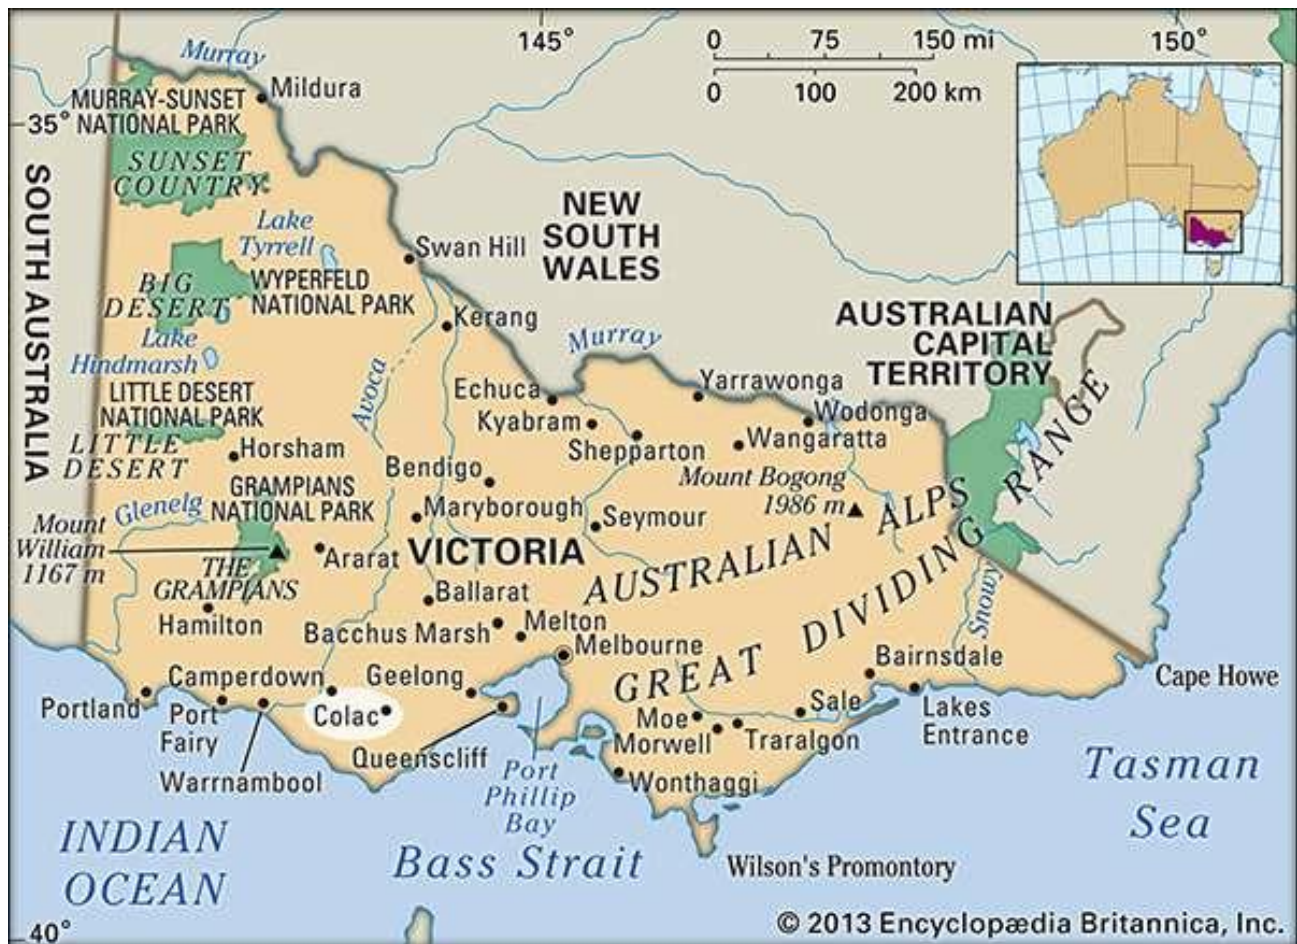 Murray
145°
0 75 150 mi
0 100 200 km
150°
Mildura
MURRAY-SUNSET
NATIONAL PARK
35°
SUNSET
COUNTRY
SOUTH AUSTRALIA
Lake
Tyrrell
Swan Hill
NEW
SOUTH
WALES
BIG
DESERT
WYPERFELD
NATIONAL PARK
Kerang
Lake
Hindmarsh
Murray
AUSTRALIAN
CAPITAL
TERRITORY
LITTLE DESERT
NATIONAL PARK
LITTLE
DESERT
Avoca
Echuca
Kyabram
Yarrawonga
Wodonga
Wangaratta
Shepparton
Horsham
Bendigo
Mount Bogong
1986 m
GRAMPIANS
NATIONAL PARK
Glenelg
Mount
William
1167 m
Maryborough
Seymour
Ararat
VICTORIA
AUSTRALIAN ALPS
GREAT DIVIDING RANGE
THE
GRAMPIANS
Hamilton
Ballarat
Bacchus Marsh
Melton
Melbourne
Snowy
Bairnsdale
Cape Howe
Camperdown
Geelong
Portland
Port
Fairy
Colac
Warrnambool
Queenscliff
Port
Phillip
Bay
Moe
Morwell
Traralgon
Sale
Lakes
Entrance
Wonthaggi
Tasman
Sea
INDIAN
OCEAN
Bass Strait
Wilson's Promontory
40°
© 2013 Encyclopædia Britannica, Inc.